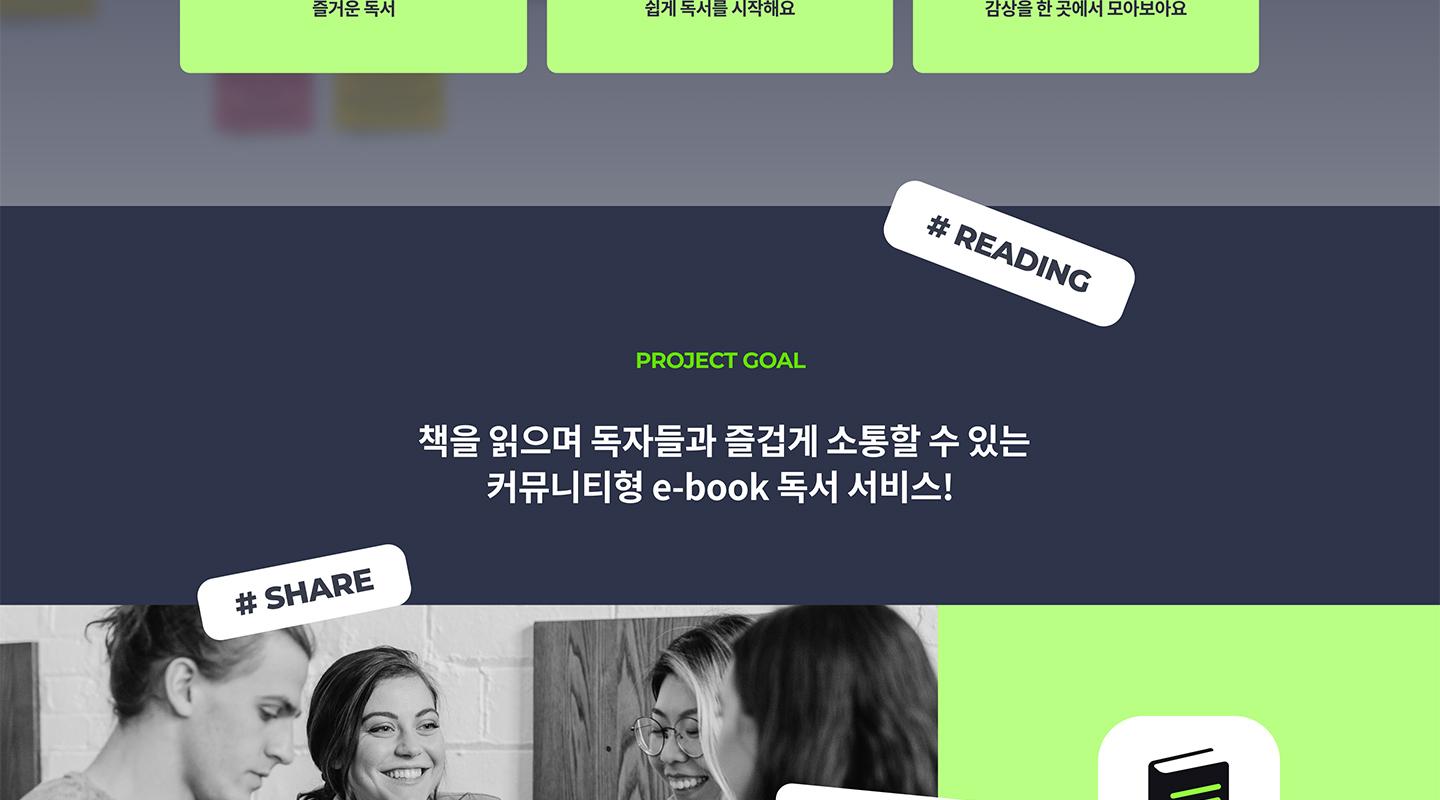 즐거운 독서
쉽게 독서를 시작해요
감상을 한 곳에서 모아보아요
# READING
PROJECT GOAL
책을 읽으며 독자들과 즐겁게 소통할 수 있는
커뮤니티형 e-book 독서 서비스!
# SHARE